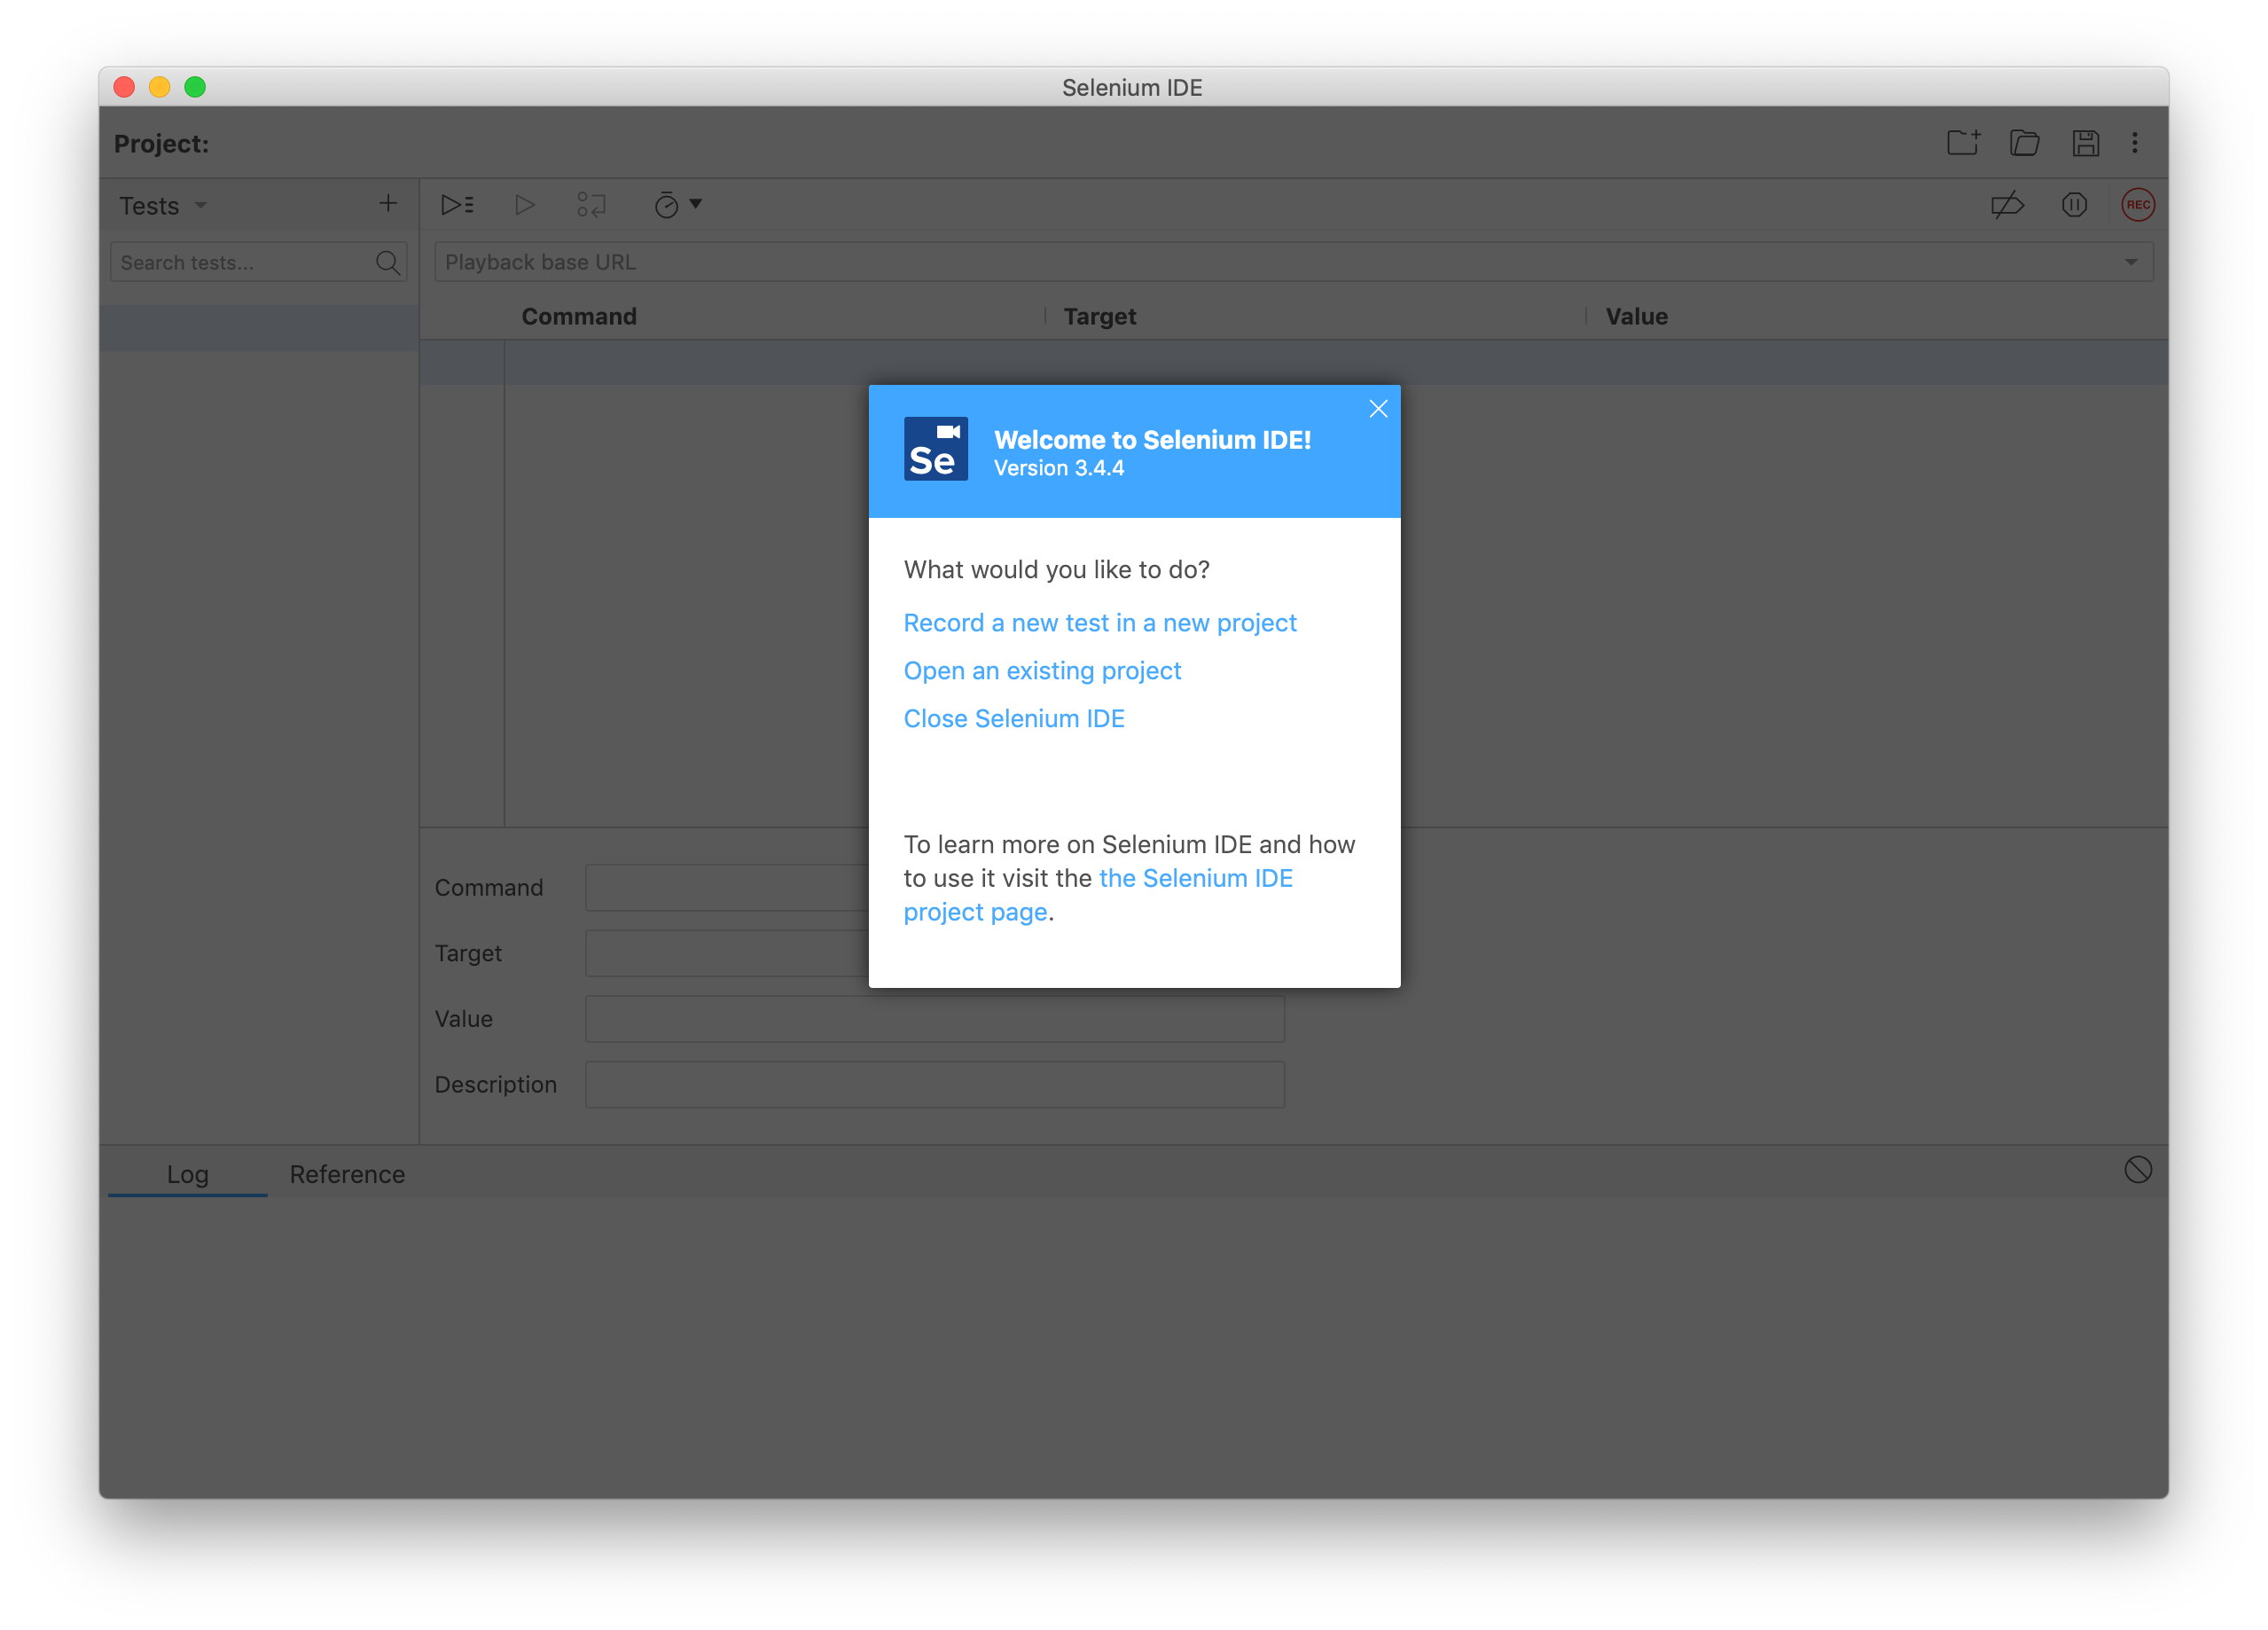 Selenium IDE
Project:
Tests
REC
Search tests...
Playback base URL
Command Target Value
Se
Welcome to Selenium IDE!
Version 3.4.4
What would you like to do?
Record a new test in a new project
Open an existing project
Close Selenium IDE
To learn more on Selenium IDE and how
to use it visit the the Selenium IDE
project page.
Command
Target
Value
Description
Log Reference